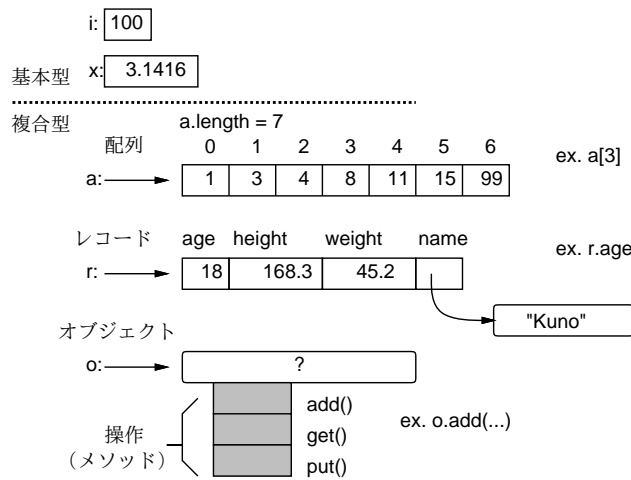 i: 100
基本型 x: 3.1416
複合型
a.length = 7
配列 0 1 2 3 4 5 6
a: 1 3 4 8 11 15 99
ex. a[3]
レコード age height weight name
r: 18 168.3 45.2
ex. r.age
"Kuno"
オブジェクト
o: ?
操作
（メソッド）
add()
get()
put()
ex. o.add(...)